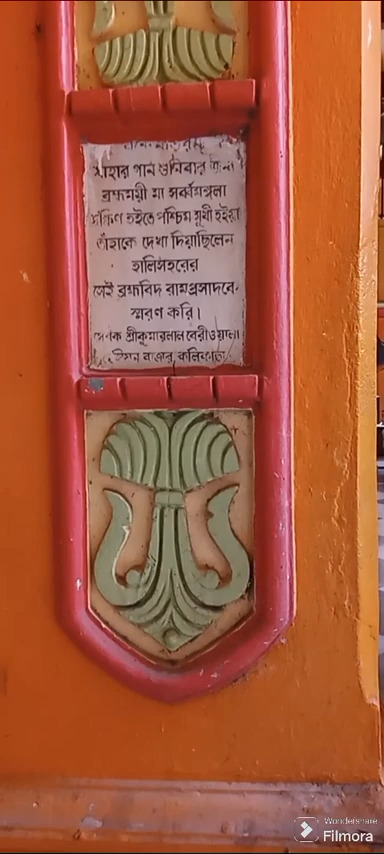 যাহার গান শুনিবার জন্য
ব্রহ্মময়ী মা সর্ব্বমঙ্গলা
দক্ষিণ হইতে পশ্চিম মুখী হইয়া
তাঁহাকে দেখা দিয়াছিলেন
হালিসহরের
সেই ব্রহ্মবিদ রামপ্রসাদকে
স্মরণ করি।
সেবক শ্রীকুমারলাল বেরীওয়ালা
বাজার, কলিকাতা
Wondershare
Filmora